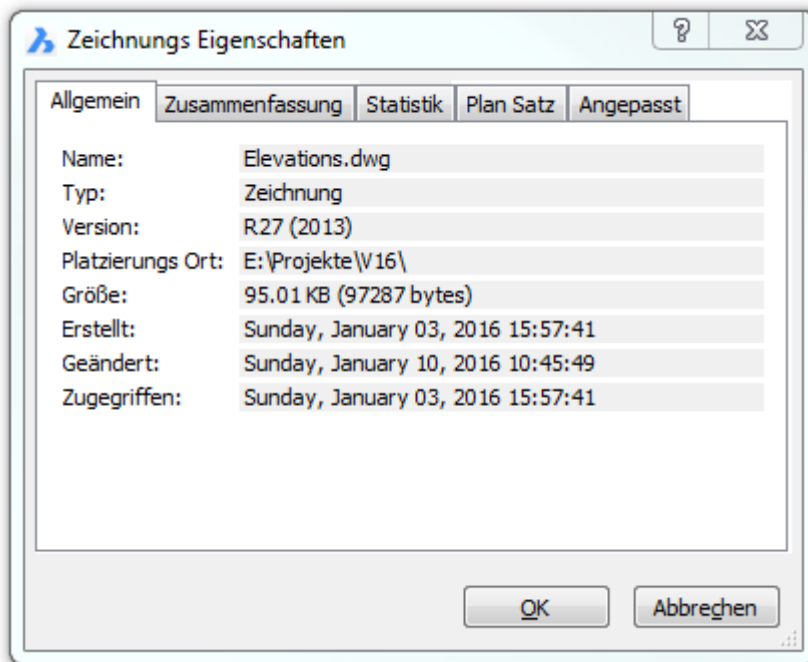 Zeichnungs Eigenschaften
Allgemein Zusammenfassung Statistik Plan Satz Angepasst
Name: Elevations.dwg
Typ: Zeichnung
Version: R27 (2013)
Platzierungs Ort: E:\Projekte\V16\
Größe: 95.01 KB (97287 bytes)
Erstellt: Sunday, January 03, 2016 15:57:41
Geändert: Sunday, January 10, 2016 10:45:49
Zugegriffen: Sunday, January 03, 2016 15:57:41
OK Abbrechen